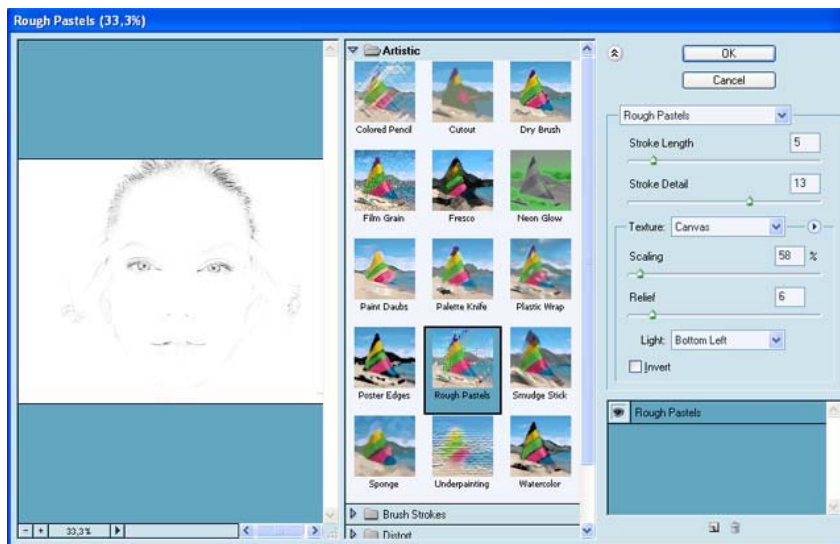 Rough Pastels (33,3%)
Artistic
Colored Pencil Cutout Dry Brush
Film Grain Fresco Neon Glow
Paint Daubs Palette Knife Plastic Wrap
Poster Edges Rough Pastels Smudge Stick
Sponge Underpainting Watercolor
Brush Strokes
Distort
- + 33,3%
OK
Cancel
Rough Pastels
Stroke Length 5
Stroke Detail 13
Texture: Canvas
Scaling 58 %
Relief 6
Light: Bottom Left
Invert
Rough Pastels